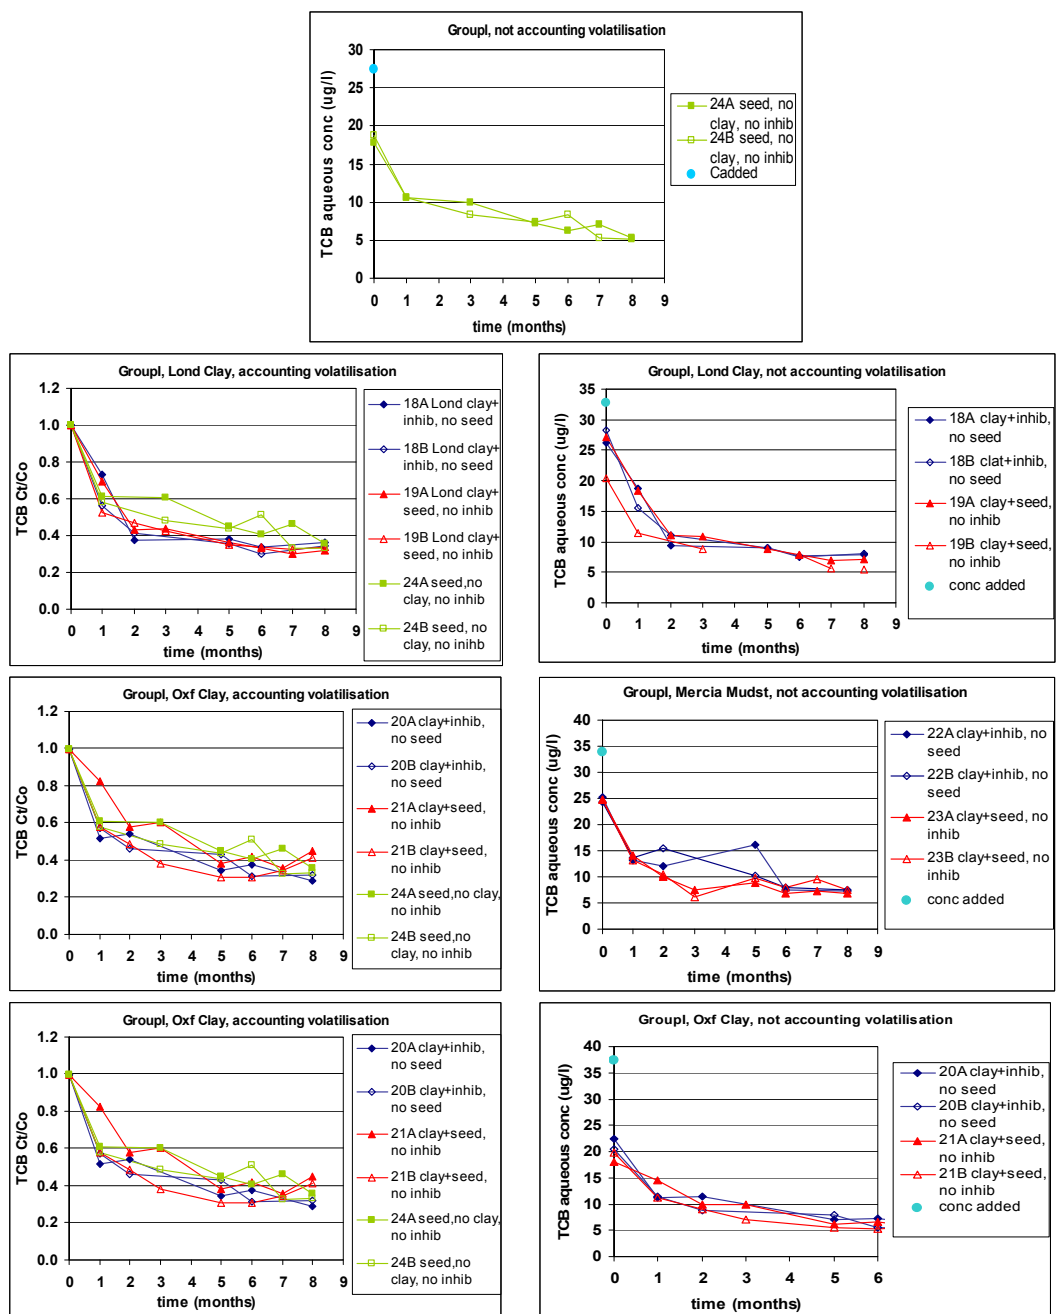 GroupI, not accounting volatilisation
TCB aqueous conc (ug/l)
30
25
20
15
10
5
0
0 1 2 3 4 5 6 7 8 9
time (months)
24A seed, no
clay, no inhib
24B seed, no
clay, no inhib
Cadded
GroupI, Lond Clay, accounting volatilisation
TCB Ct/Co
1.2
1.0
0.8
0.6
0.4
0.2
0.0
0 1 2 3 4 5 6 7 8 9
time (months)
18A Lond clay+
inhib, no seed
18B Lond clay+
inhib, no seed
19A Lond clay+
seed, no inhib
19B Lond clay+
seed, no inhib
24A seed,no
clay, no inhib
24B seed, no
clay, no inihb
GroupI, Lond Clay, not accounting volatilisation
TCB aqueous conc (ug/l)
35
30
25
20
15
10
5
0
0 1 2 3 4 5 6 7 8 9
time (months)
18A clay+inhib,
no seed
18B clat+inhib,
no seed
19A clay+seed,
no inhib
19B clay+seed,
no inhib
conc added
GroupI, Oxf Clay, accounting volatilisation
TCB Ct/Co
1.2
1.0
0.8
0.6
0.4
0.2
0.0
0 1 2 3 4 5 6 7 8 9
time (months)
20A clay+inhib,
no seed
20B clay+inhib,
no seed
21A clay+seed,
no inhib
21B clay+seed,
no inhib
24A seed,no clay,
no inhib
24B seed,no
clay, no inhib
GroupI, Mercia Mudst, not accounting volatilisation
TCB aqueous conc (ug/l)
40
35
30
25
20
15
10
5
0
0 1 2 3 4 5 6 7 8 9
time (months)
22A clay+inhib, no
seed
22B clay+inhib, no
seed
23A clay+seed, no
inhib
23B clay+seed, no
inhib
conc added
GroupI, Oxf Clay, accounting volatilisation
TCB Ct/Co
1.2
1.0
0.8
0.6
0.4
0.2
0.0
0 1 2 3 4 5 6 7 8 9
time (months)
20A clay+inhib,
no seed
20B clay+inhib,
no seed
21A clay+seed,
no inhib
21B clay+seed,
no inhib
24A seed,no clay,
no inhib
24B seed,no
clay, no inhib
GroupI, Oxf Clay, not accounting volatilisation
TCB aqueous conc (ug/l)
40
35
30
25
20
15
10
5
0
0 1 2 3 4 5 6
time (months)
20A clay+inhib,
no seed
20B clay+inhib,
no seed
21A clay+seed,
no inhib
21B clay+seed,
no inhib
conc added